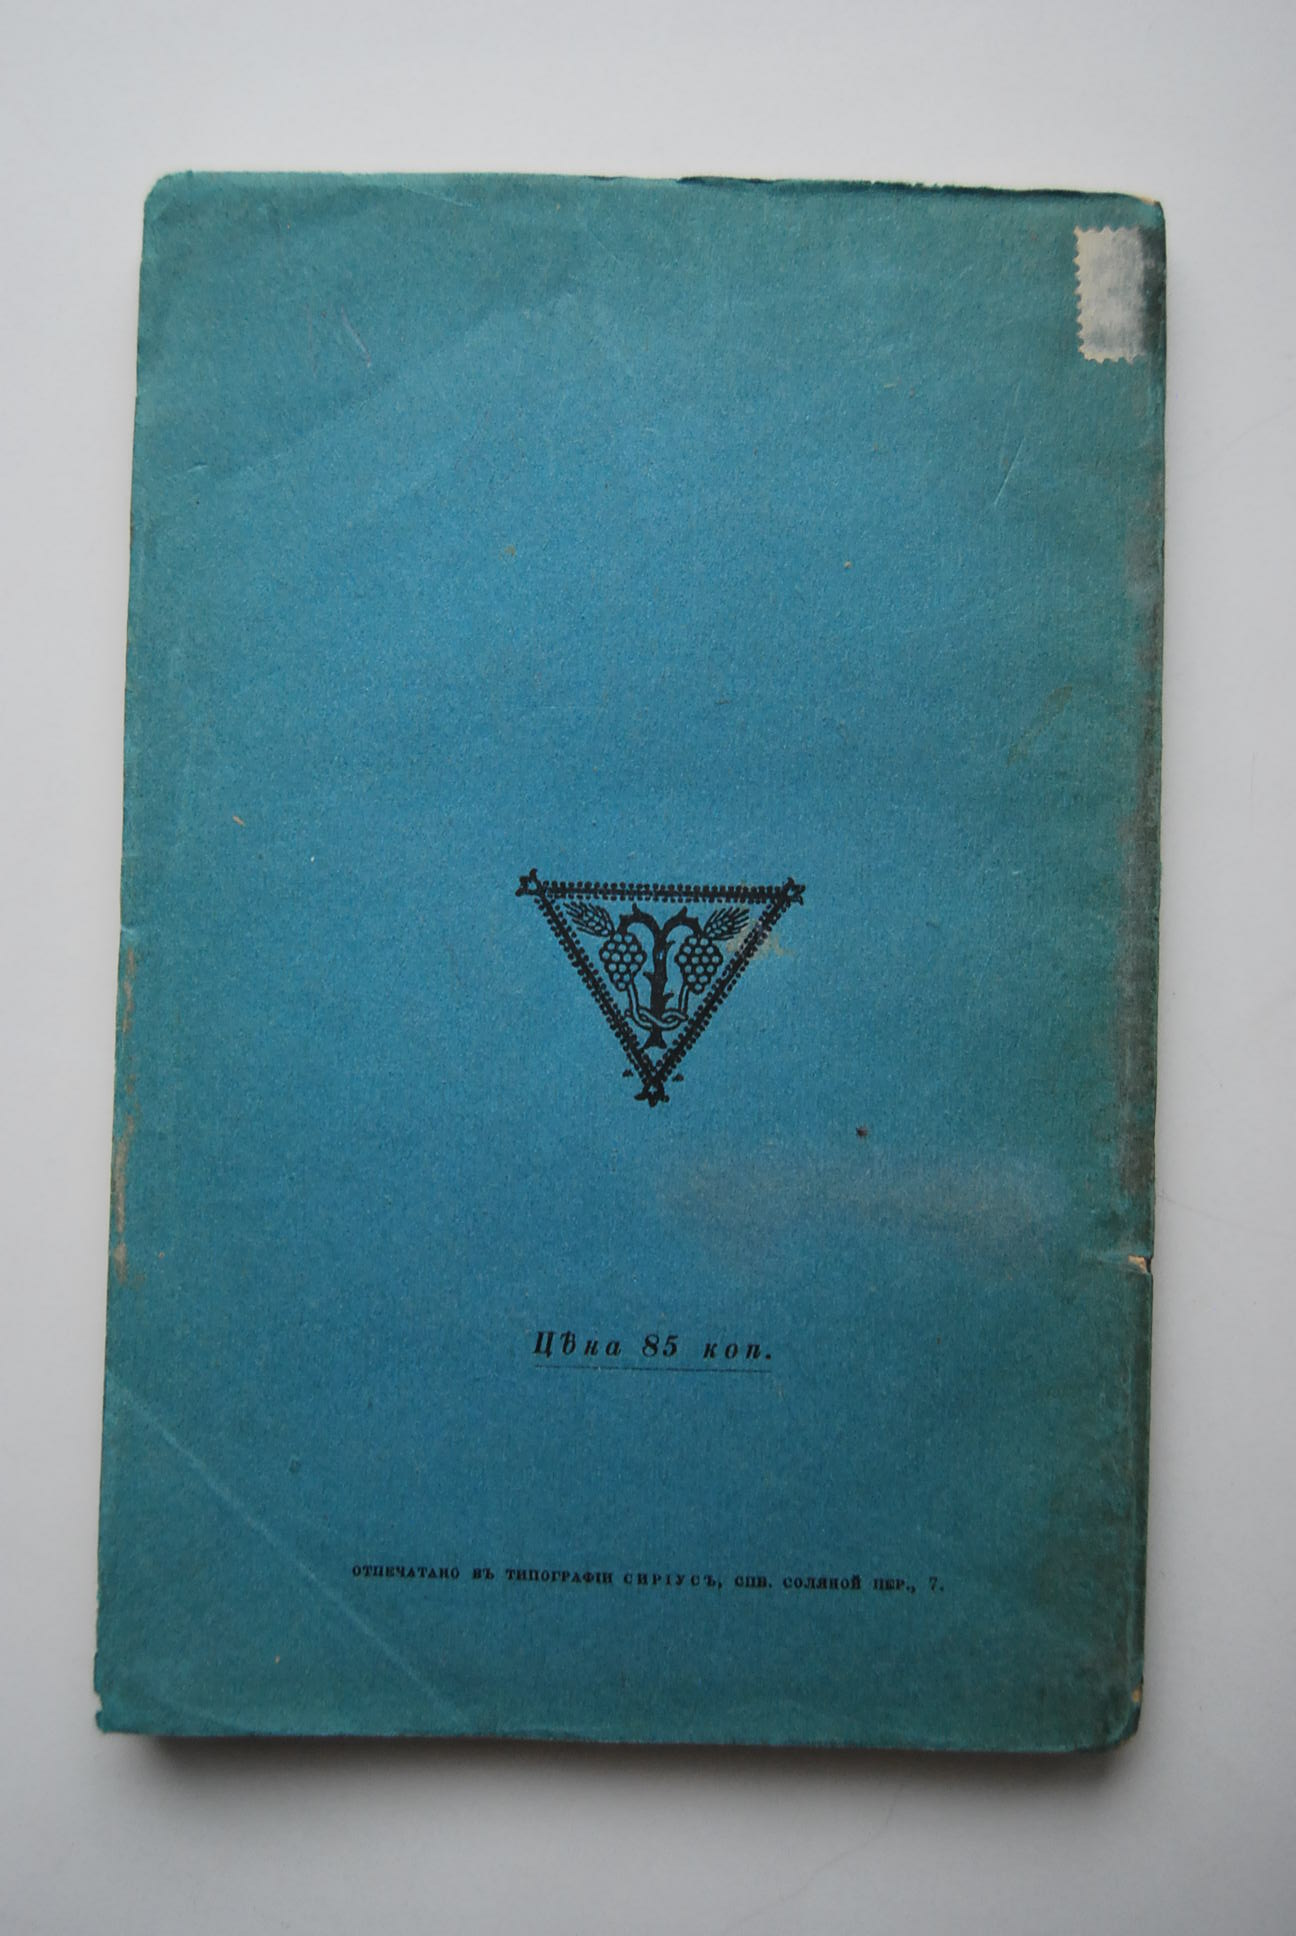 Цѣна 85 коп.
ОТПЕЧАТАНО ВЪ ТИПОГРАФІИ СИРІУСЪ, СПБ. СОЛЯНОЙ ПЕР., 7.